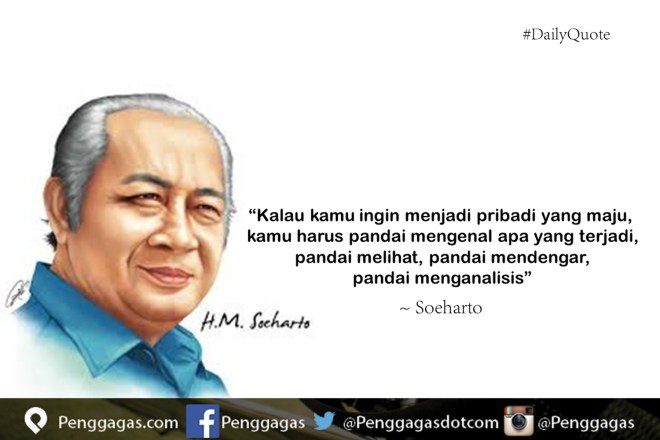 #DailyQuote
“Kalau kamu ingin menjadi pribadi yang maju,
kamu harus pandai mengenal apa yang terjadi,
pandai melihat, pandai mendengar,
pandai menganalisis”
~ Soeharto
H.M. Soeharto
Penggagas.com Penggagas @Penggagasdotcom @Penggagas